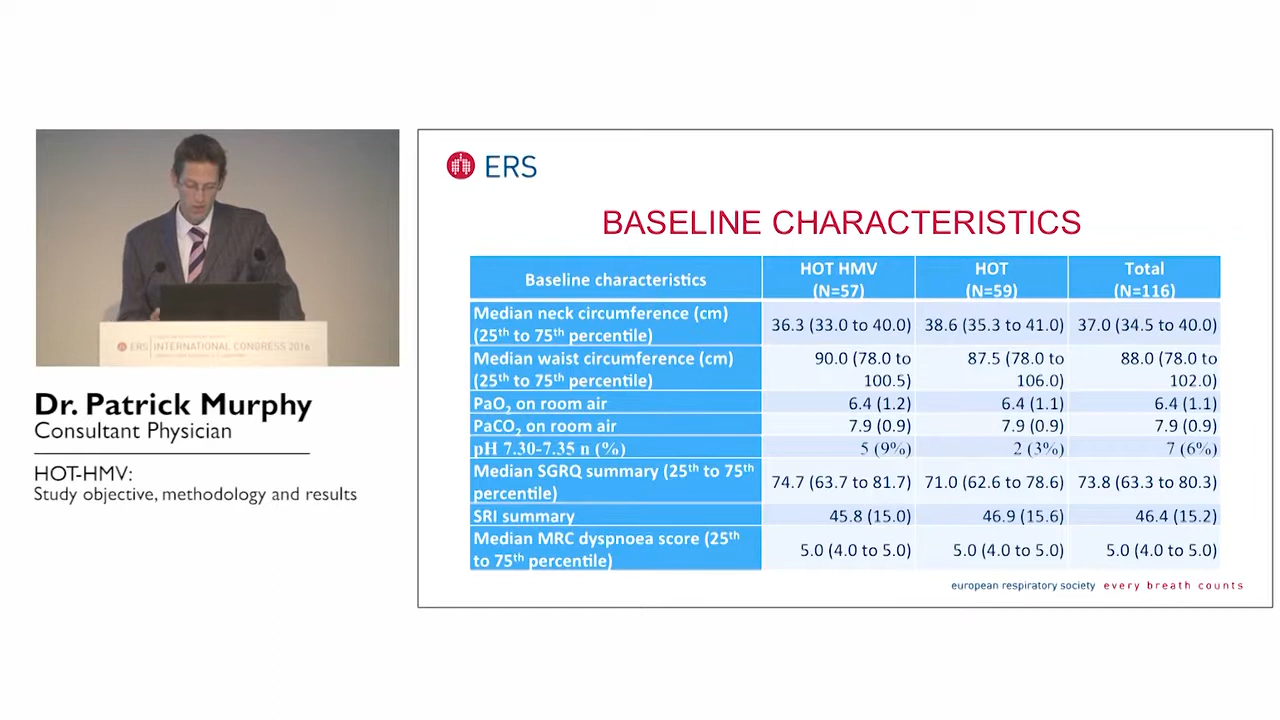 ERS INTERNATIONAL CONGRESS 2016
Dr. Patrick Murphy
Consultant Physician
HOT-HMV:
Study objective, methodology and results
ERS
BASELINE CHARACTERISTICS
Baseline characteristics HOT HMV (N=57) HOT (N=59) Total (N=116)
Median neck circumference (cm) (25th to 75th percentile) 36.3 (33.0 to 40.0) 38.6 (35.3 to 41.0) 37.0 (34.5 to 40.0)
Median waist circumference (cm) (25th to 75th percentile) 90.0 (78.0 to 100.5) 87.5 (78.0 to 106.0) 88.0 (78.0 to 102.0)
PaO₂ on room air 6.4 (1.2) 6.4 (1.1) 6.4 (1.1)
PaCO₂ on room air 7.9 (0.9) 7.9 (0.9) 7.9 (0.9)
pH 7.30-7.35 n (%) 5 (9%) 2 (3%) 7 (6%)
Median SGRQ summary (25th to 75th percentile) 74.7 (63.7 to 81.7) 71.0 (62.6 to 78.6) 73.8 (63.3 to 80.3)
SRI summary 45.8 (15.0) 46.9 (15.6) 46.4 (15.2)
Median MRC dyspnoea score (25th to 75th percentile) 5.0 (4.0 to 5.0) 5.0 (4.0 to 5.0) 5.0 (4.0 to 5.0)
european respiratory society every breath counts